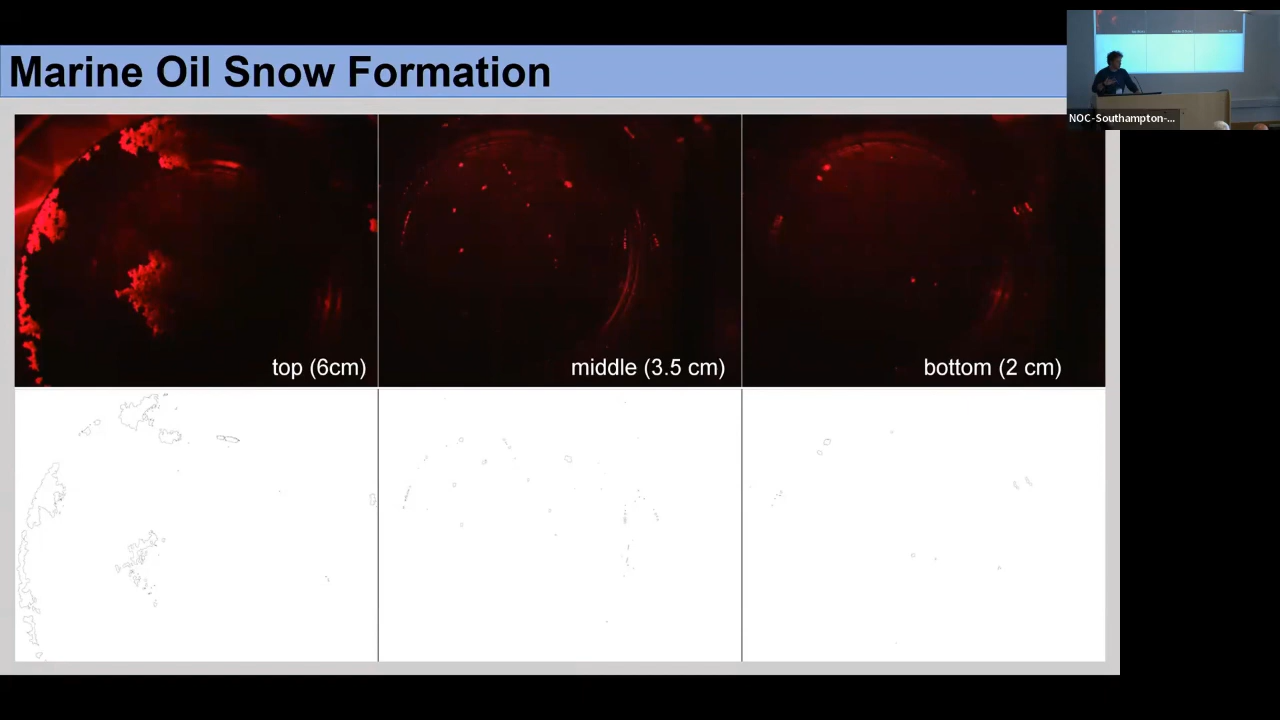 Marine Oil Snow Formation
NOC-Southampton-...
top (6cm)
middle (3.5 cm)
bottom (2 cm)